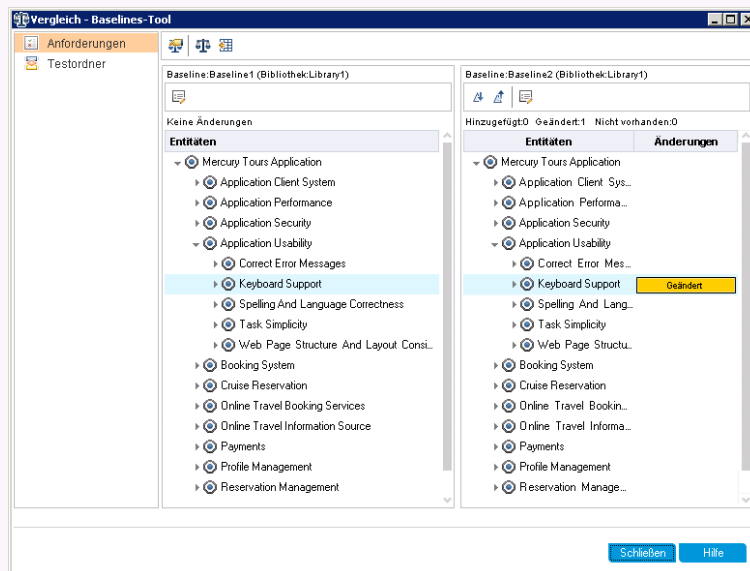 Vergleich - Baselines-Tool
Anforderungen
Testordner
Baseline:Baseline1 (Bibliothek:Library1)
Keine Änderungen
Entitäten
Mercury Tours Application
Application Client System
Application Performance
Application Security
Application Usability
Correct Error Messages
Keyboard Support
Spelling And Language Correctness
Task Simplicity
Web Page Structure And Layout Consi...
Booking System
Cruise Reservation
Online Travel Booking Services
Online Travel Information Source
Payments
Profile Management
Reservation Management
Baseline:Baseline2 (Bibliothek:Library1)
Hinzugefügt:0 Geändert:1 Nicht vorhanden:0
Entitäten Änderungen
Mercury Tours Application
Application Client Sys...
Application Performa...
Application Security
Application Usability
Correct Error Mes...
Keyboard Support Geändert
Spelling And Lang...
Task Simplicity
Web Page Structu...
Booking System
Cruise Reservation
Online Travel Bookin...
Online Travel Informa...
Payments
Profile Management
Reservation Manage...
Schließen Hilfe